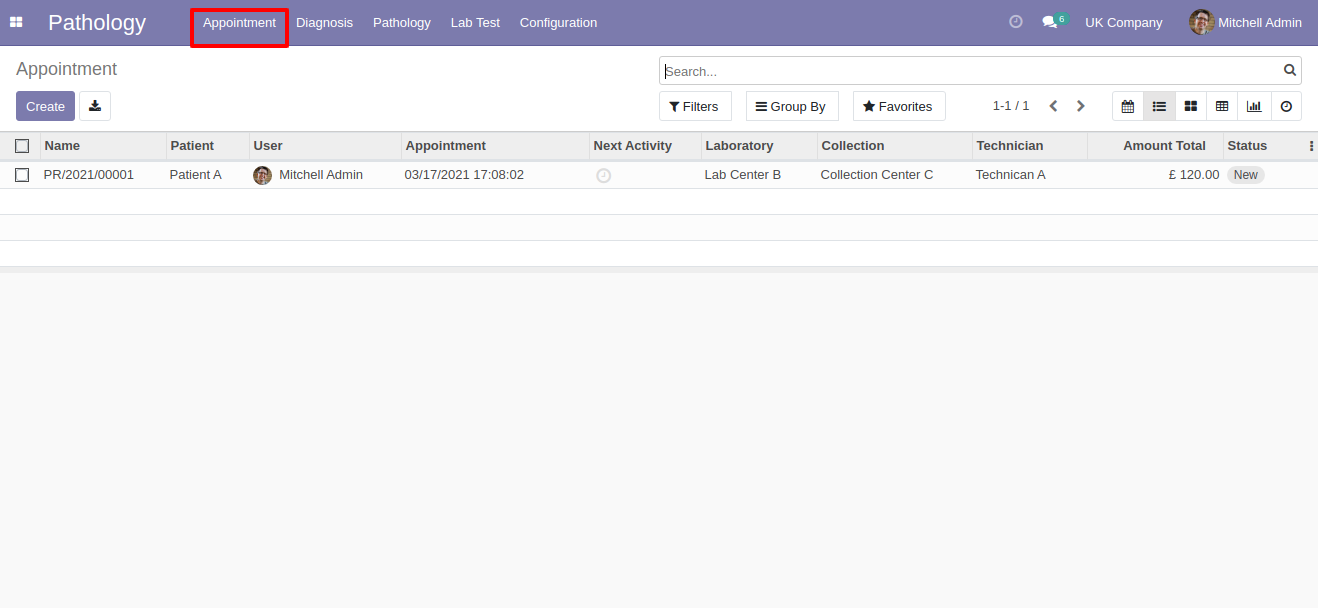 Pathology Appointment Diagnosis Pathology Lab Test Configuration 6 UK Company Mitchell Admin
Appointment
Search...
Create Filters Group By Favorites 1-1 / 1
Name Patient User Appointment Next Activity Laboratory Collection Technician Amount Total Status
PR/2021/00001 Patient A Mitchell Admin 03/17/2021 17:08:02 Lab Center B Collection Center C Technican A £ 120.00 New